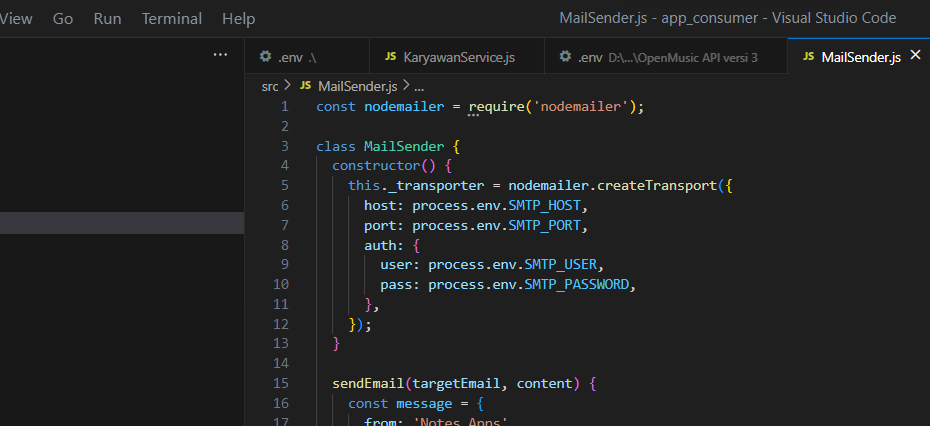 View Go Run Terminal Help MailSender.js - app_consumer - Visual Studio Code
... .env .\ JS KaryawanService.js .env D:\...\OpenMusic API versi 3 JS MailSender.js
src > JS MailSender.js > ...
1 const nodemailer = require('nodemailer');
2
3 class MailSender {
4 constructor() {
5 this._transporter = nodemailer.createTransport({
6 host: process.env.SMTP_HOST,
7 port: process.env.SMTP_PORT,
8 auth: {
9 user: process.env.SMTP_USER,
10 pass: process.env.SMTP_PASSWORD,
11 },
12 });
13 }
14
15 sendEmail(targetEmail, content) {
16 const message = {
17 from: 'Notes Apps'